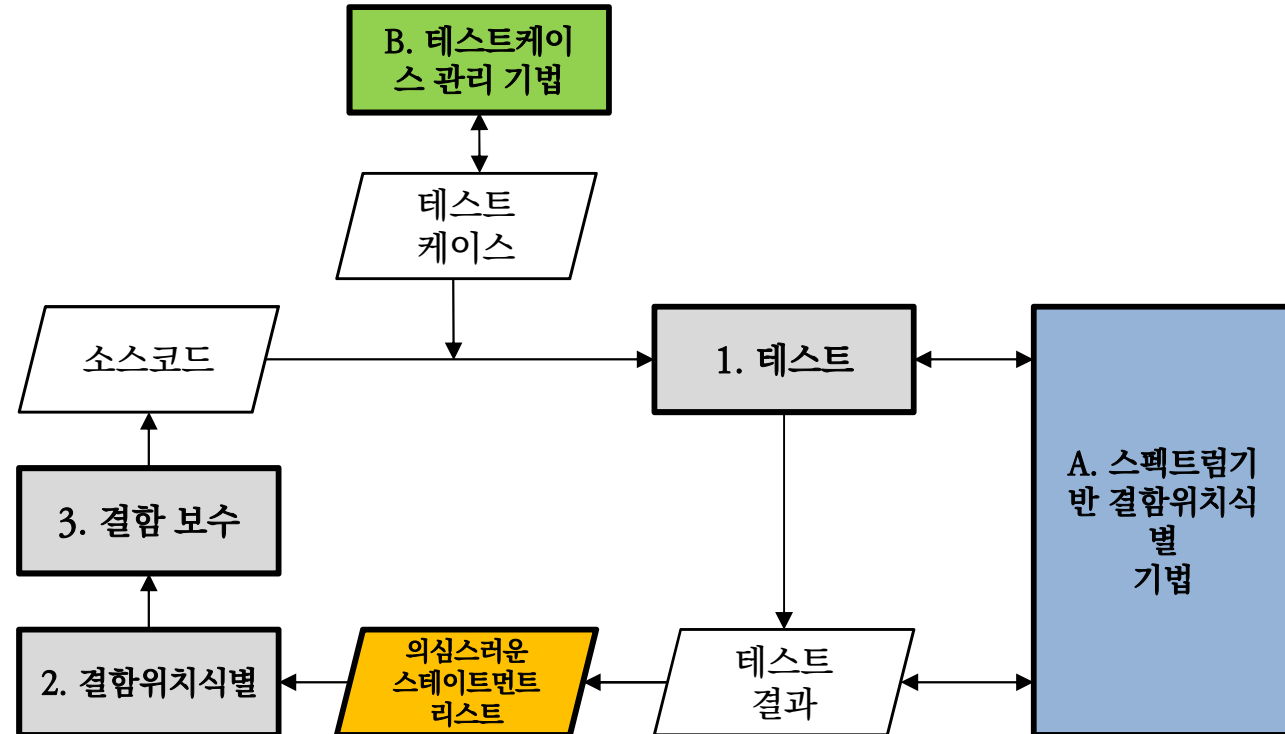 B. 테스트케이
스 관리 기법
테스트
케이스
소스코드
1. 테스트
A. 스펙트럼기
반 결함위치식
별
기법
3. 결함 보수
2. 결함위치식별
의심스러운
스테이트먼트
리스트
테스트
결과